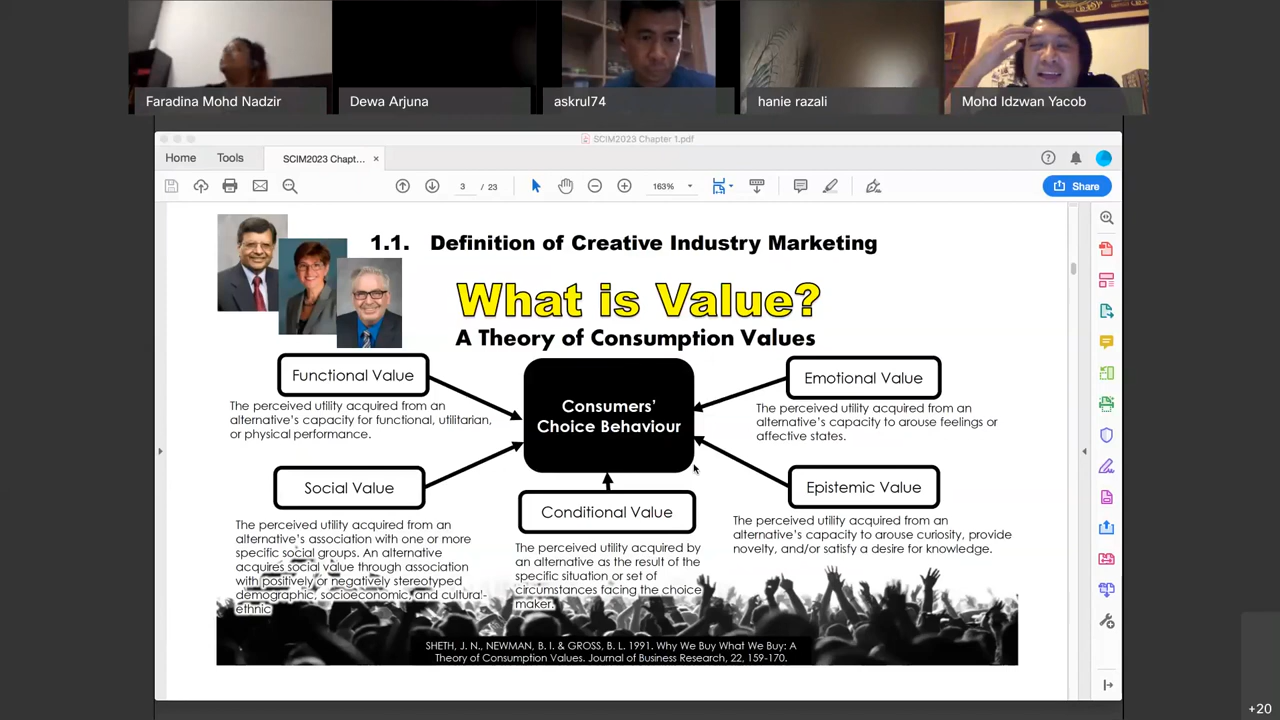 Faradina Mohd Nadzir
Dewa Arjuna
askrul74
hanie razali
Mohd Idzwan Yacob
SCIM2023 Chapter 1.pdf
Home
Tools
SCIM2023 Chapt...
3 / 23
163%
Share
1.1. Definition of Creative Industry Marketing
What is Value?
A Theory of Consumption Values
Functional Value
The perceived utility acquired from an
alternative's capacity for functional, utilitarian,
or physical performance.
Consumers'
Choice Behaviour
Emotional Value
The perceived utility acquired from an
alternative's capacity to arouse feelings or
affective states.
Social Value
The perceived utility acquired from an
alternative's association with one or more
specific social groups. An alternative
acquires social value through association
with positively or negatively stereotyped
demographic, socioeconomic, and cultural-
ethnic
Conditional Value
The perceived utility acquired by
an alternative as the result of the
specific situation or set of
circumstances facing the choice
maker.
Epistemic Value
The perceived utility acquired from an
alternative's capacity to arouse curiosity, provide
novelty, and/or satisfy a desire for knowledge.
SHETH, J. N., NEWMAN, B. I. & GROSS, B. L. 1991. Why We Buy What We Buy: A
Theory of Consumption Values. Journal of Business Research, 22, 159-170.
+20